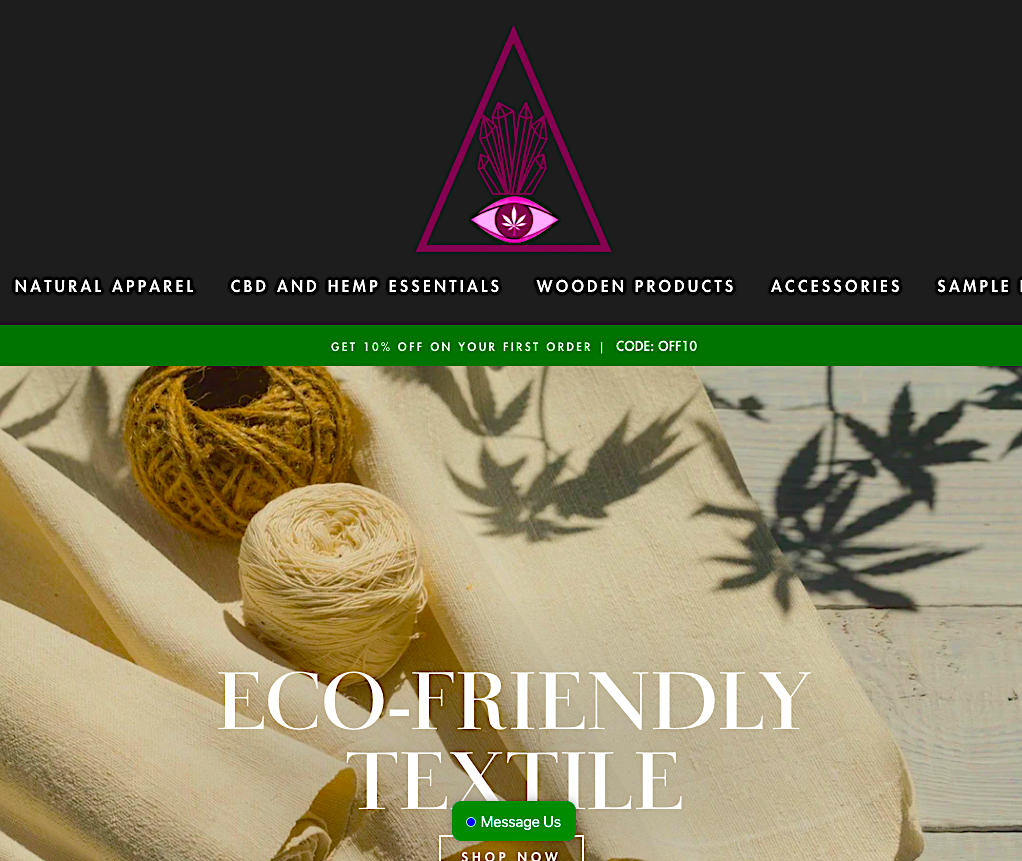 NATURAL APPAREL CBD AND HEMP ESSENTIALS WOODEN PRODUCTS ACCESSORIES SAMPLE
GET 10% OFF ON YOUR FIRST ORDER | CODE: OFF10
ECO-FRIENDLY
TEXTILE
Message Us
SHOP NOW